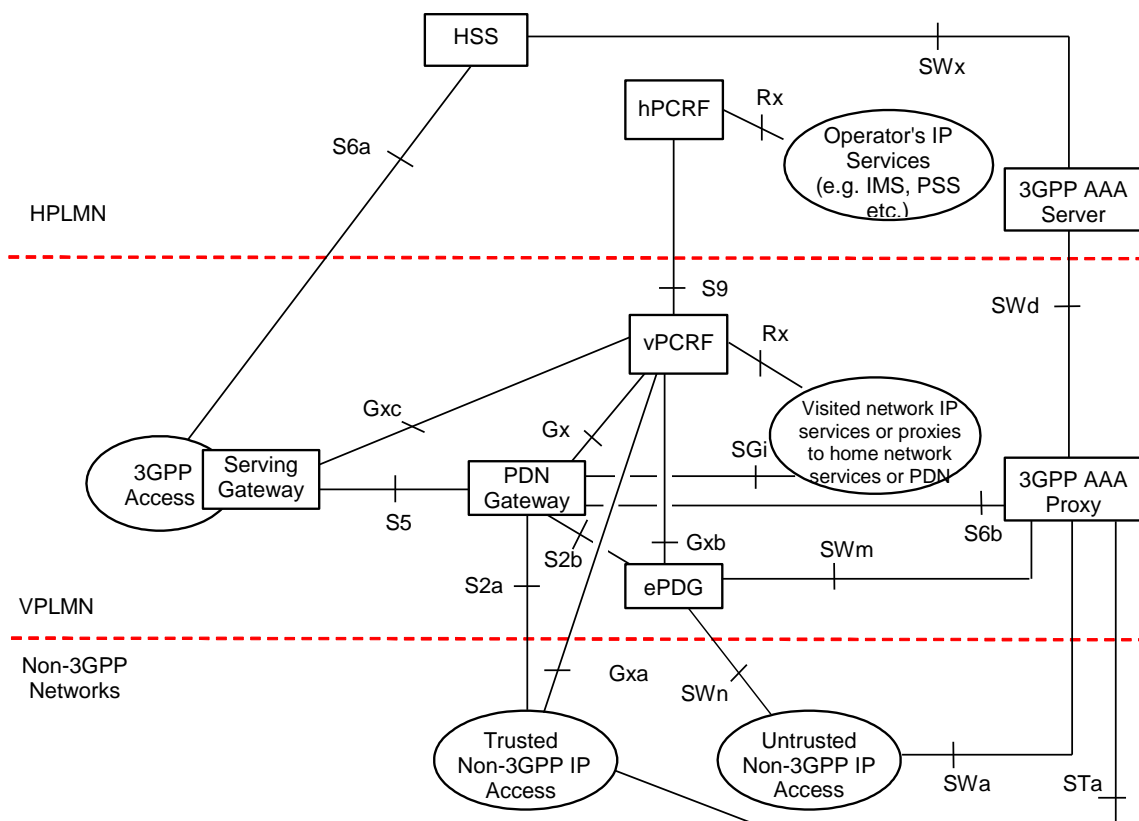 HSS
SWx
hPCRF
Rx
Operator's IP
Services
(e.g. IMS, PSS
etc.)
S6a
3GPP AAA
Server
HPLMN
S9
SWd
vPCRF
Rx
Gxc
Visited network IP
services or proxies
to home network
services or PDN
Gx
SGi
3GPP
Access
Serving
Gateway
PDN
Gateway
3GPP AAA
Proxy
S5
S6b
S2b
Gxb
SWm
S2a
ePDG
VPLMN
Non-3GPP
Networks
Gxa
SWn
Trusted
Non-3GPP IP
Access
Untrusted
Non-3GPP IP
Access
SWa
STa